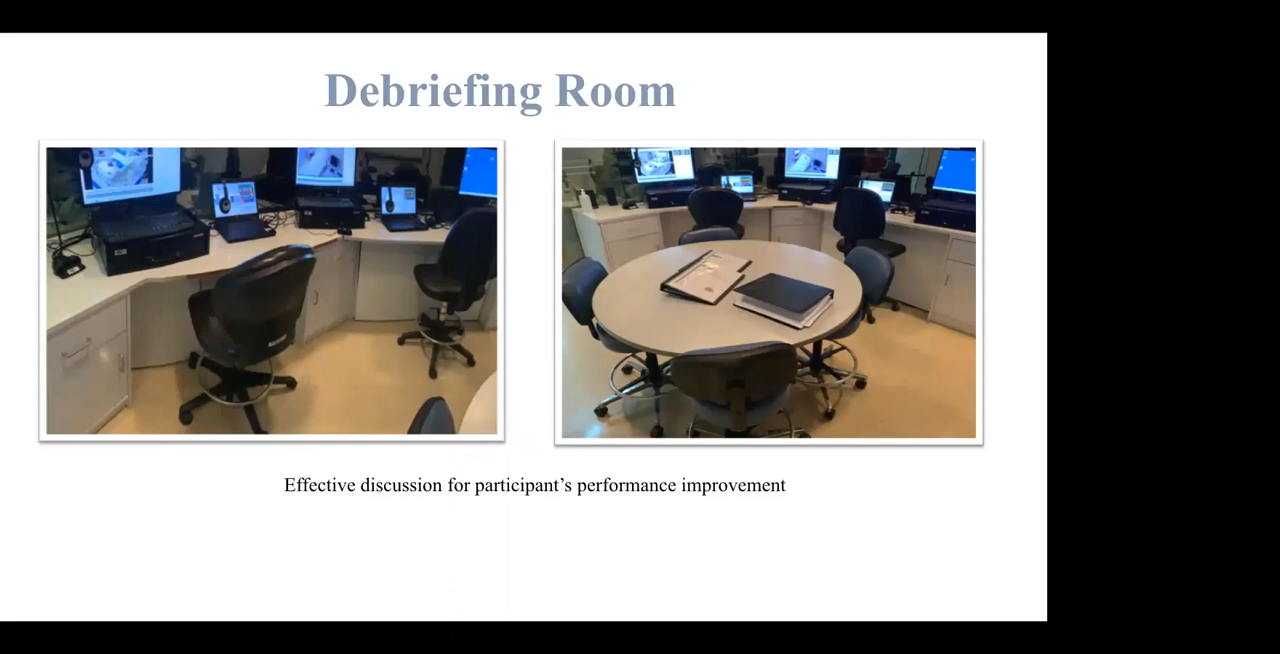 Debriefing Room
Effective discussion for participant’s performance improvement